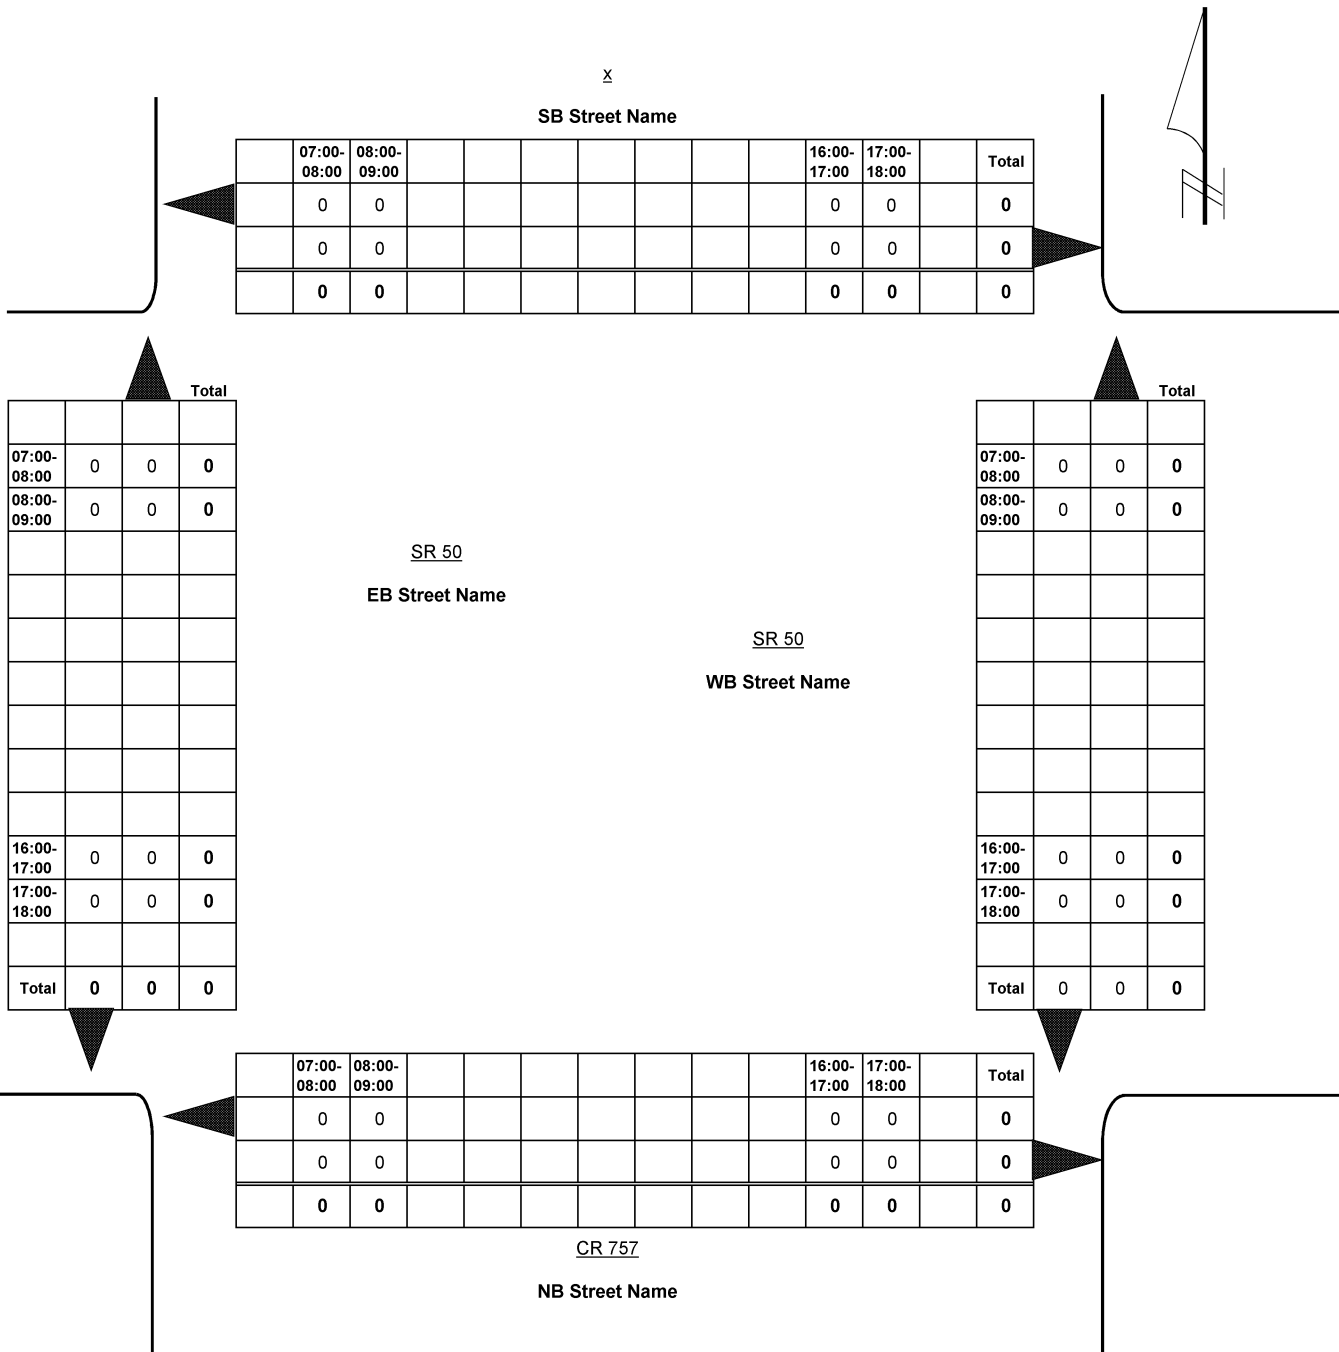 x
SB Street Name
07:00-08:00 08:00-09:00 16:00-17:00 17:00-18:00 Total
0 0 0 0 0
0 0 0 0 0
0 0 0 0 0
Total
07:00-08:00 0 0 0
08:00-09:00 0 0 0
16:00-17:00 0 0 0
17:00-18:00 0 0 0
Total 0 0 0
SR 50
EB Street Name
SR 50
WB Street Name
Total
07:00-08:00 0 0 0
08:00-09:00 0 0 0
16:00-17:00 0 0 0
17:00-18:00 0 0 0
Total 0 0 0
07:00-08:00 08:00-09:00 16:00-17:00 17:00-18:00 Total
0 0 0 0 0
0 0 0 0 0
0 0 0 0 0
CR 757
NB Street Name